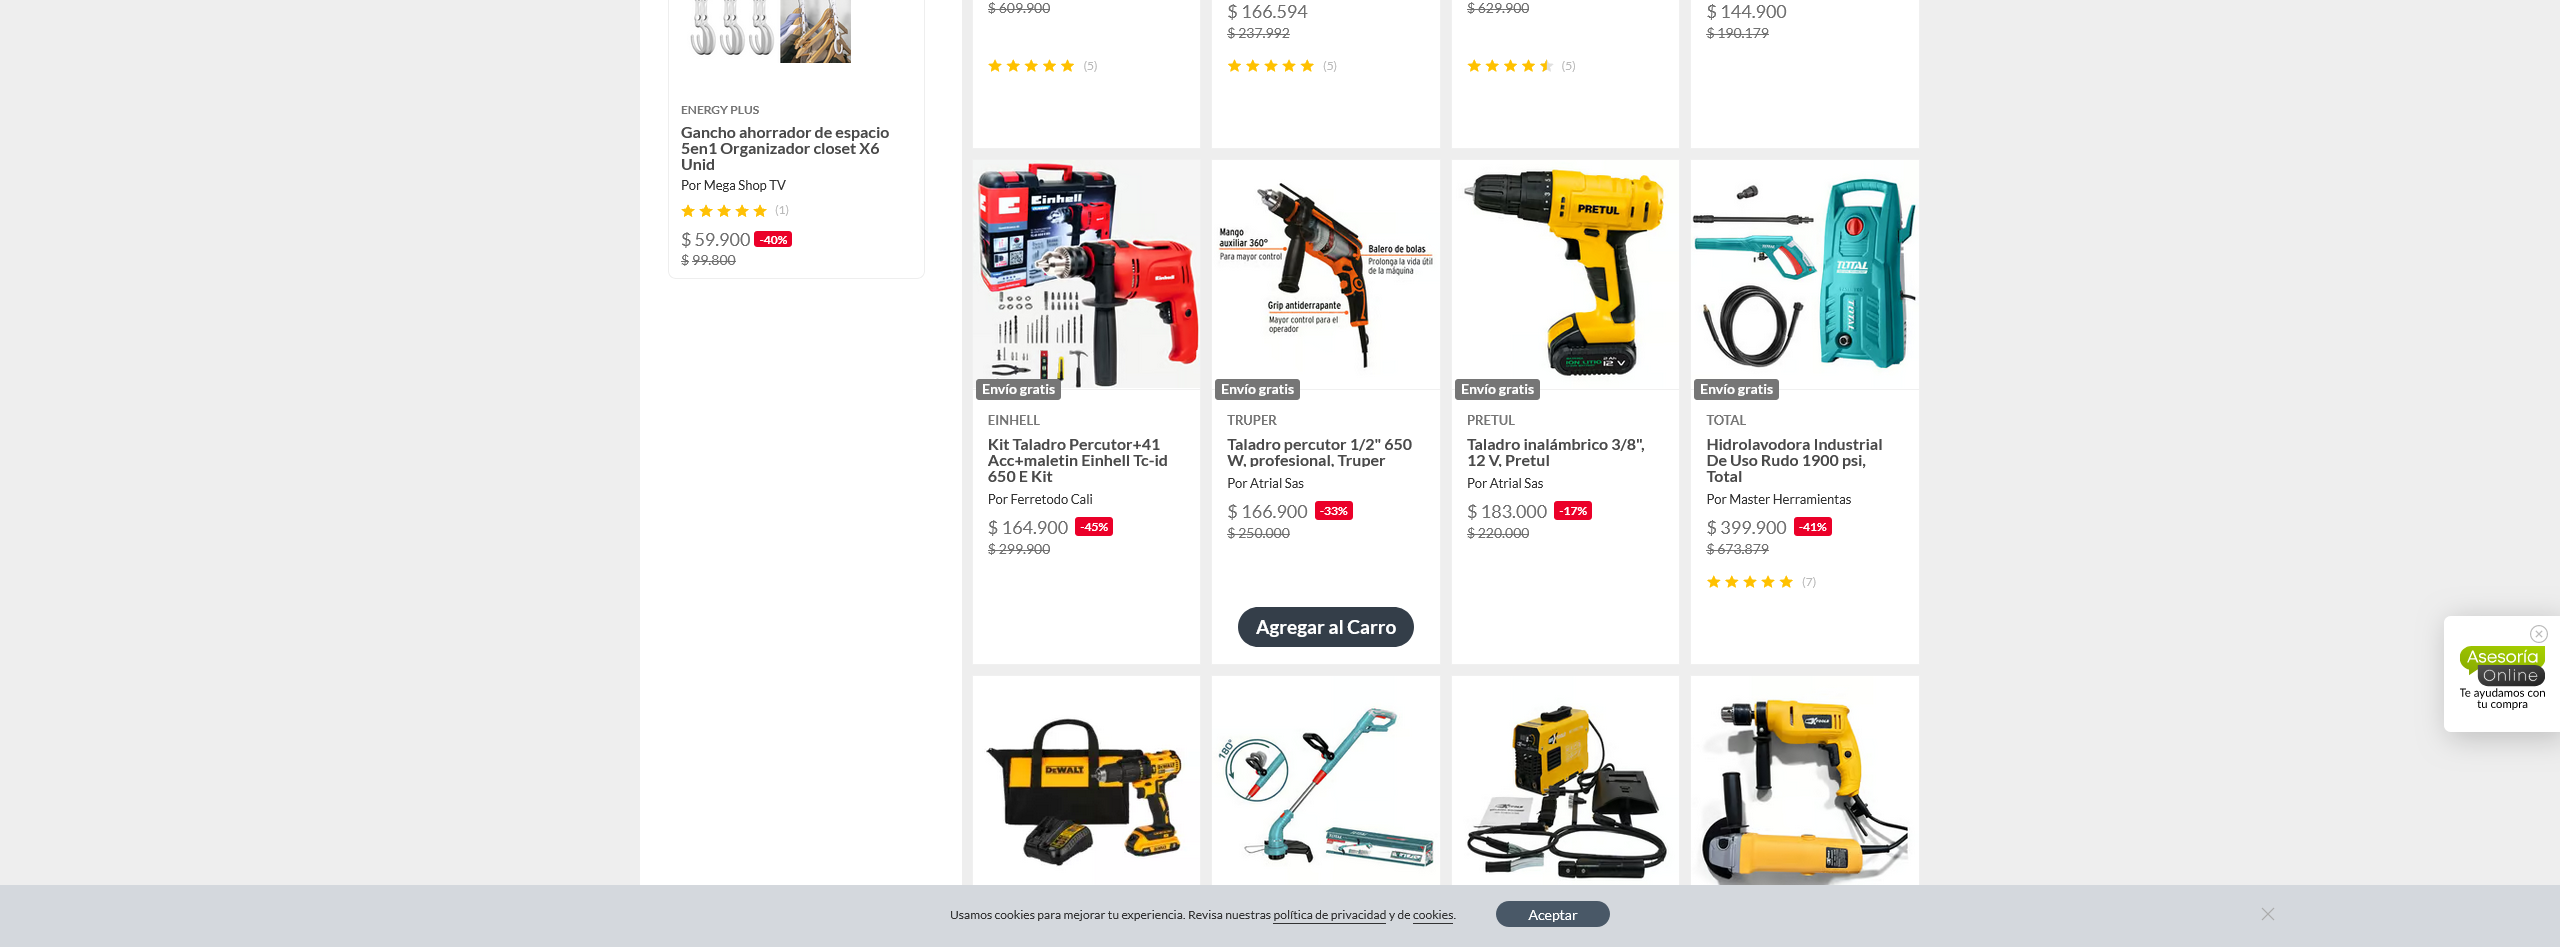 $ 609.900
$ 166.594
$ 237.992
$ 629.900
$ 144.900
$ 190.179
(5)
(5)
(5)
ENERGY PLUS
Gancho ahorrador de espacio
5en1 Organizador closet X6
Unid
Por Mega Shop TV
(1)
$ 59.900 -40%
$ 99.800
Einhell
Einhell
Envío gratis
EINHELL
Kit Taladro Percutor+41
Acc+maletin Einhell Tc-id
650 E Kit
Por Ferretodo Cali
$ 164.900 -45%
$ 299.900
Mango
auxiliar 360°
Para mayor control
Balero de bolas
Prolonga la vida útil
de la máquina
Grip antiderrapante
Mayor control para el
operador
Envío gratis
TRUPER
Taladro percutor 1/2" 650
W, profesional, Truper
Por Atrial Sas
$ 166.900 -33%
$ 250.000
Agregar al Carro
PRETUL
ION LITIO 12 V
Envío gratis
PRETUL
Taladro inalámbrico 3/8",
12 V, Pretul
Por Atrial Sas
$ 183.000 -17%
$ 220.000
TOTAL
TOTAL
Envío gratis
TOTAL
Hidrolavodora Industrial
De Uso Rudo 1900 psi,
Total
Por Master Herramientas
$ 399.900 -41%
$ 673.879
(7)
DEWALT
180°
Asesoría
Online
Te ayudamos con
tu compra
Usamos cookies para mejorar tu experiencia. Revisa nuestras política de privacidad y de cookies.
Aceptar